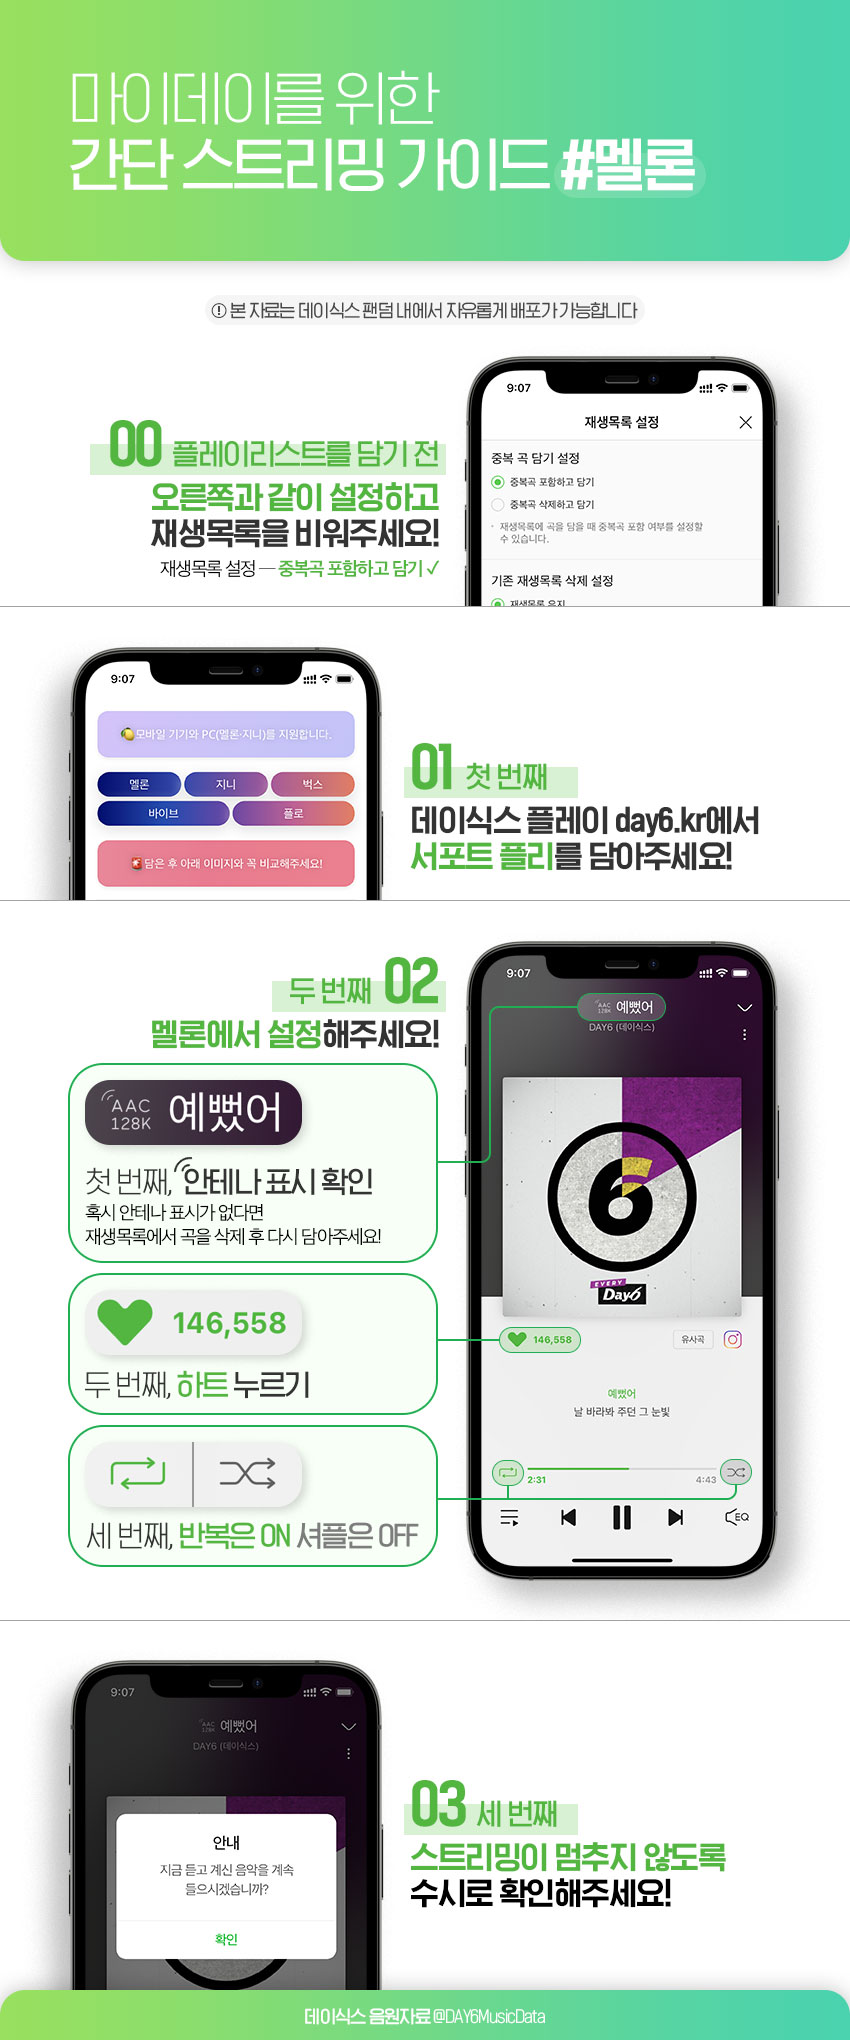 마이데이를 위한
간단 스트리밍 가이드 #멜론
본 자료는 데이식스 팬덤 내에서 자유롭게 배포가 가능합니다
00 플레이리스트를 담기 전
오른쪽과 같이 설정하고
재생목록을 비워주세요!
재생목록 설정 — 중복곡 포함하고 담기 ✓
9:07
재생목록 설정
중복 곡 담기 설정
중복곡 포함하고 담기
중복곡 삭제하고 담기
· 재생목록에 곡을 담을 때 중복곡 포함 여부를 설정할
수 있습니다.
기존 재생목록 삭제 설정
재생목록 유지
9:07
🍋모바일 기기와 PC(멜론·지니)를 지원합니다.
멜론 지니 벅스
바이브 플로
🚨담은 후 아래 이미지와 꼭 비교해주세요!
01 첫 번째
데이식스 플레이 day6.kr에서
서포트 플리를 담아주세요!
두 번째 02
멜론에서 설정해주세요!
AAC
128K 예뻤어
첫 번째, 안테나 표시 확인
혹시 안테나 표시가 없다면
재생목록에서 곡을 삭제 후 다시 담아주세요!
146,558
두 번째, 하트 누르기
세 번째, 반복은 ON 셔플은 OFF
9:07
AAC
128K 예뻤어
DAY6 (데이식스)
6
EVERY
Day6
146,558
유사곡
예뻤어
날 바라봐 주던 그 눈빛
2:31
4:43
EQ
9:07
AAC
128K 예뻤어
DAY6 (데이식스)
안내
지금 듣고 계신 음악을 계속
들으시겠습니까?
확인
03 세 번째
스트리밍이 멈추지 않도록
수시로 확인해주세요!
데이식스 음원자료 @DAY6MusicData